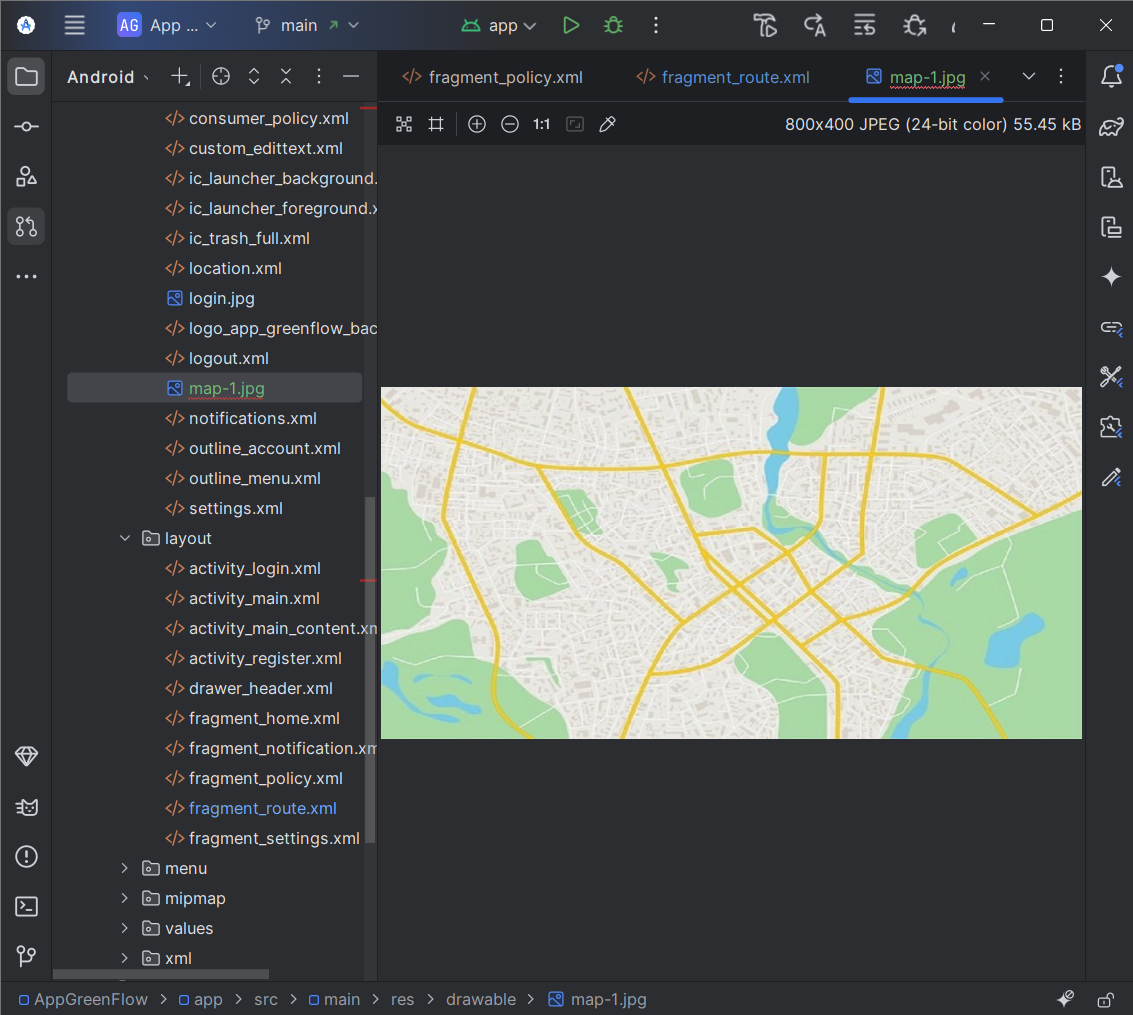 AG App ... main app
Android
fragment_policy.xml fragment_route.xml map-1.jpg
1:1 800x400 JPEG (24-bit color) 55.45 kB
consumer_policy.xml
custom_edittext.xml
ic_launcher_background.
ic_launcher_foreground.x
ic_trash_full.xml
location.xml
login.jpg
logo_app_greenflow_bac
logout.xml
map-1.jpg
notifications.xml
outline_account.xml
outline_menu.xml
settings.xml
layout
activity_login.xml
activity_main.xml
activity_main_content.xm
activity_register.xml
drawer_header.xml
fragment_home.xml
fragment_notification.xm
fragment_policy.xml
fragment_route.xml
fragment_settings.xml
menu
mipmap
values
xml
AppGreenFlow > app > src > main > res > drawable > map-1.jpg